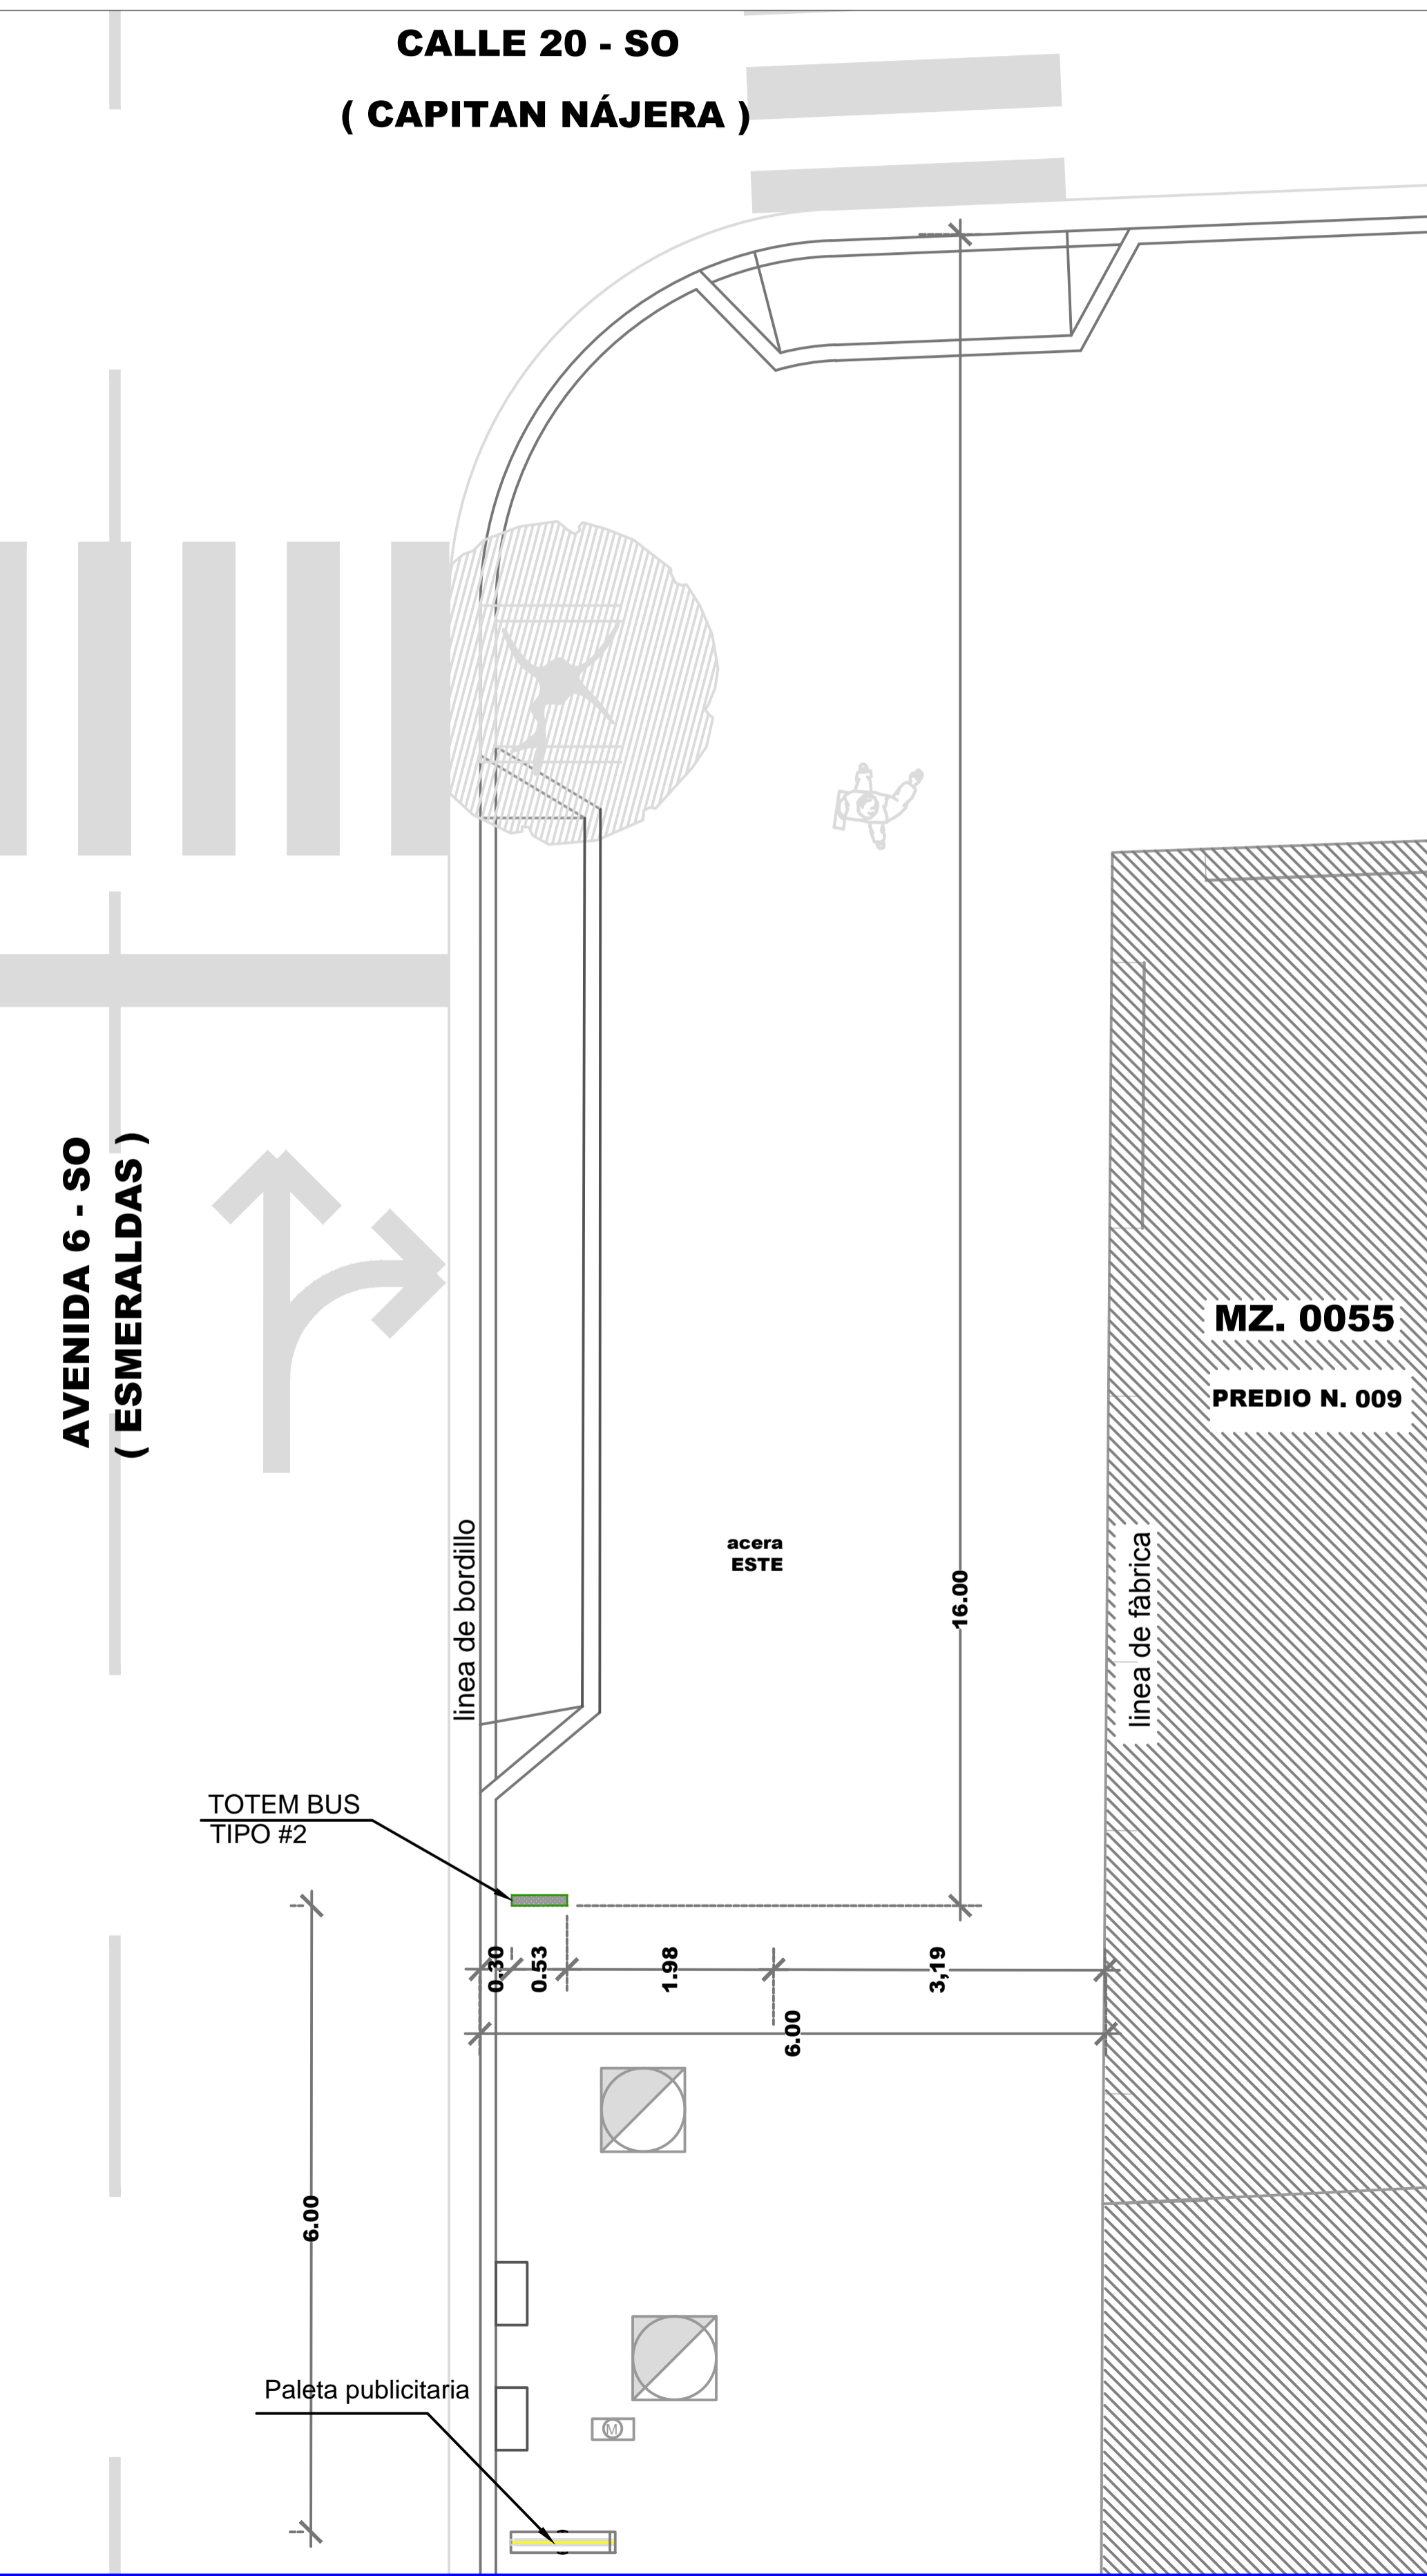 CALLE 20 - SO
( CAPITAN NÁJERA )
AVENIDA 6 - SO
( ESMERALDAS )
MZ. 0055
PREDIO N. 009
linea de bordillo
acera
ESTE
16.00
linea de fàbrica
TOTEM BUS
TIPO #2
0.30
0.53
1.98
3,19
6.00
6.00
Paleta publicitaria
M